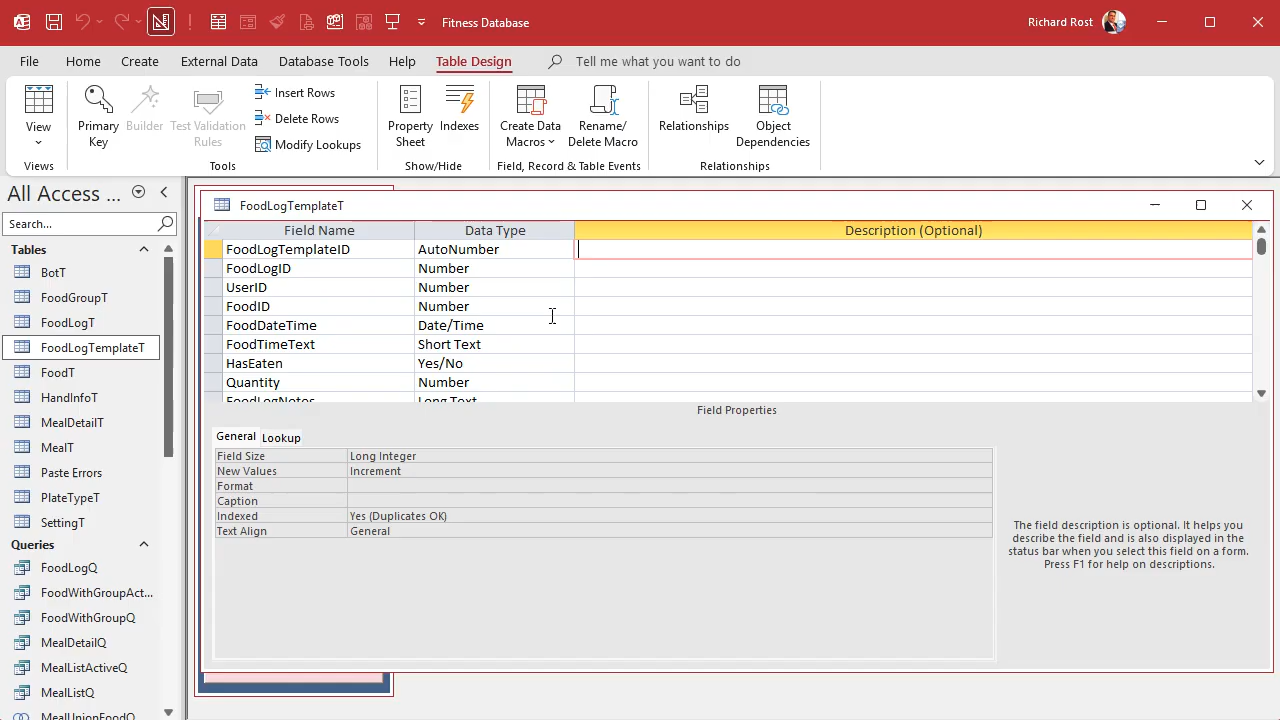 Fitness Database
Richard Rost
File Home Create External Data Database Tools Help Table Design Tell me what you want to do
View
Primary Key
Builder
Test Validation Rules
Insert Rows
Delete Rows
Modify Lookups
Property Sheet
Indexes
Create Data Macros
Rename/ Delete Macro
Relationships
Object Dependencies
Views Tools Show/Hide Field, Record & Table Events Relationships
All Access ...
Search...
Tables
BotT
FoodGroupT
FoodLogT
FoodLogTemplateT
FoodT
HandInfoT
MealDetailT
MealT
Paste Errors
PlateTypeT
SettingT
Queries
FoodLogQ
FoodWithGroupAct...
FoodWithGroupQ
MealDetailQ
MealListActiveQ
MealListQ
MealUnionFoodQ
FoodLogTemplateT
Field Name Data Type Description (Optional)
FoodLogTemplateID AutoNumber
FoodLogID Number
UserID Number
FoodID Number
FoodDateTime Date/Time
FoodTimeText Short Text
HasEaten Yes/No
Quantity Number
FoodLogNotes Long Text
Field Properties
General Lookup
Field Size Long Integer
New Values Increment
Format
Caption
Indexed Yes (Duplicates OK)
Text Align General
The field description is optional. It helps you
describe the field and is also displayed in the
status bar when you select this field on a form.
Press F1 for help on descriptions.